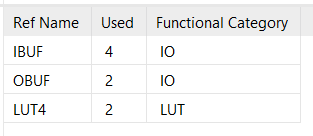 Ref Name Used Functional Category
IBUF 4 IO
OBUF 2 IO
LUT4 2 LUT